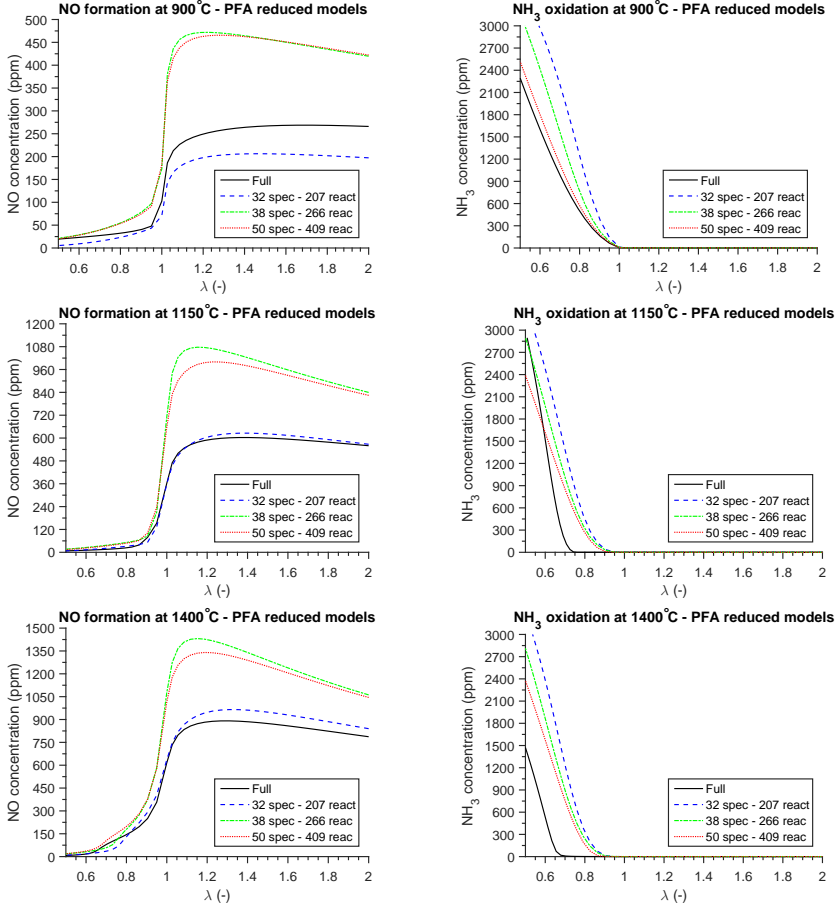 NO formation at 900°C - PFA reduced models
NO concentration (ppm)
500
450
400
350
300
250
200
150
100
50
0
Full
32 spec - 207 react
38 spec - 266 reac
50 spec - 409 reac
0.6 0.8 1 1.2 1.4 1.6 1.8 2
λ (-)
NH3 oxidation at 900°C - PFA reduced models
NH3 concentration (ppm)
3000
2700
2400
2100
1800
1500
1200
900
600
300
0
Full
32 spec - 207 react
38 spec - 266 reac
50 spec - 409 reac
0.6 0.8 1 1.2 1.4 1.6 1.8 2
λ (-)
NO formation at 1150°C - PFA reduced models
NO concentration (ppm)
1200
1080
960
840
720
600
480
360
240
120
0
Full
32 spec - 207 react
38 spec - 266 reac
50 spec - 409 reac
0.6 0.8 1 1.2 1.4 1.6 1.8 2
λ (-)
NH3 oxidation at 1150°C - PFA reduced models
NH3 concentration (ppm)
3000
2700
2400
2100
1800
1500
1200
900
600
300
0
Full
32 spec - 207 react
38 spec - 266 reac
50 spec - 409 reac
0.6 0.8 1 1.2 1.4 1.6 1.8 2
λ (-)
NO formation at 1400°C - PFA reduced models
NO concentration (ppm)
1500
1350
1200
1050
900
750
600
450
300
150
0
Full
32 spec - 207 react
38 spec - 266 reac
50 spec - 409 reac
0.6 0.8 1 1.2 1.4 1.6 1.8 2
λ (-)
NH3 oxidation at 1400°C - PFA reduced models
NH3 concentration (ppm)
3000
2700
2400
2100
1800
1500
1200
900
600
300
0
Full
32 spec - 207 react
38 spec - 266 reac
50 spec - 409 reac
0.6 0.8 1 1.2 1.4 1.6 1.8 2
λ (-)